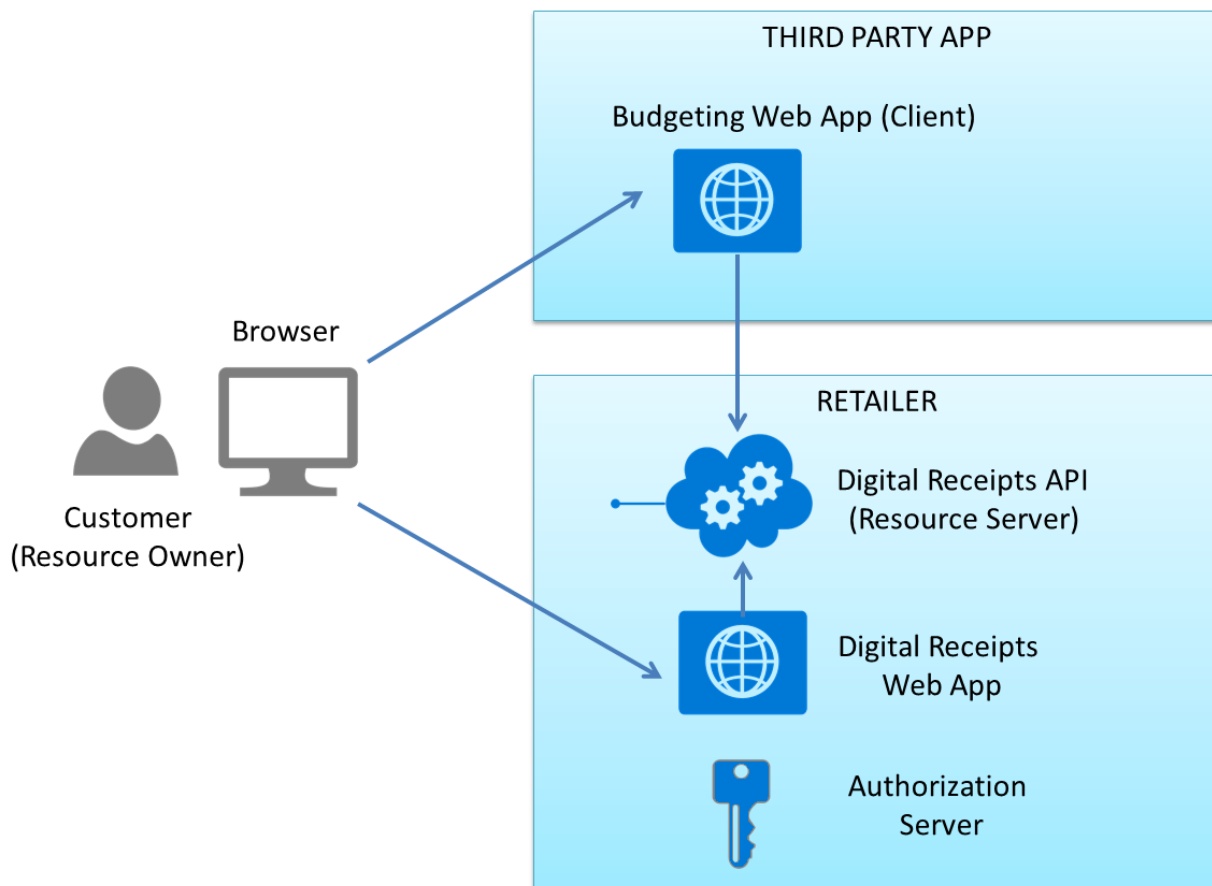 THIRD PARTY APP
Budgeting Web App (Client)
Browser
Customer
(Resource Owner)
RETAILER
Digital Receipts API
(Resource Server)
Digital Receipts
Web App
Authorization
Server